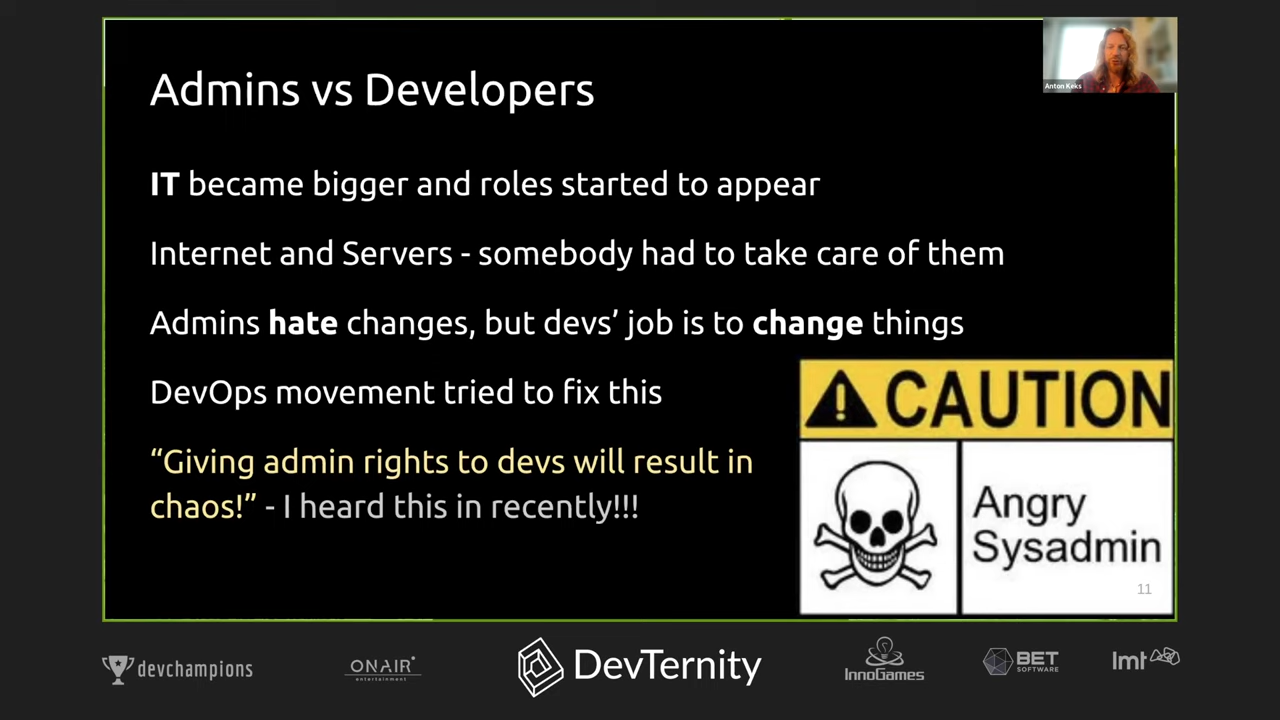 Admins vs Developers
Anton Keks
IT became bigger and roles started to appear
Internet and Servers - somebody had to take care of them
Admins hate changes, but devs’ job is to change things
DevOps movement tried to fix this
“Giving admin rights to devs will result in
chaos!” - I heard this in recently!!!
CAUTION
Angry
Sysadmin
11
devchampions
ONAIR
entertainment
DevTernity
InnoGames
BET
SOFTWARE
lmt